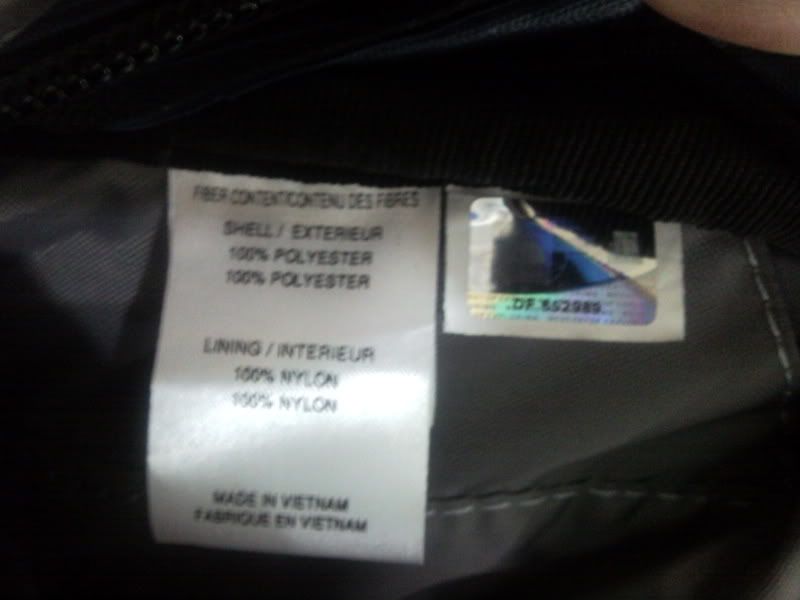 FIBER CONTENT/CONTENU DES FIBRES
SHELL / EXTERIEUR
100% POLYESTER
100% POLYESTER
LINING / INTERIEUR
100% NYLON
100% NYLON
MADE IN VIETNAM
FABRIQUE EN VIETNAM
DF 552989